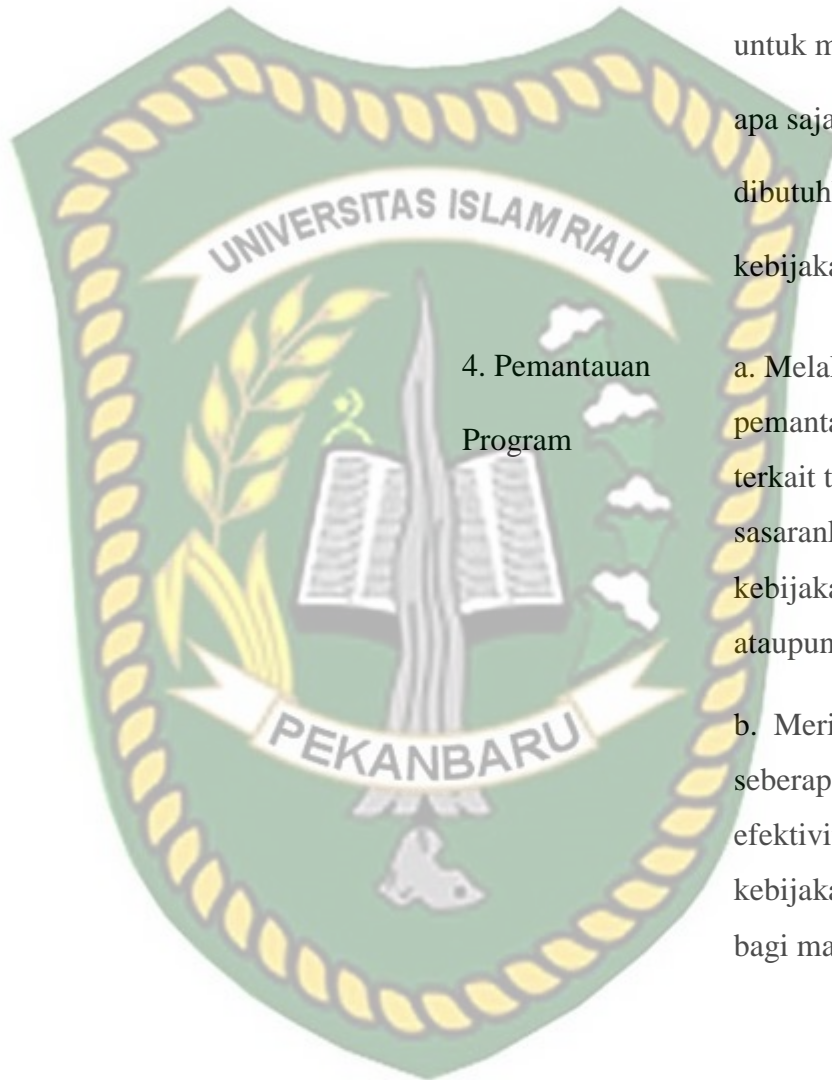 untuk m
apa saja
dibutuh
kebijaka
UNIVERSITAS ISLAM RIAU
4. Pemantauan
Program
a. Mela
pemanta
terkait t
sasaran
kebijaka
ataupun
b. Meri
seberap
efektivi
kebijaka
bagi ma
PEKANBARU